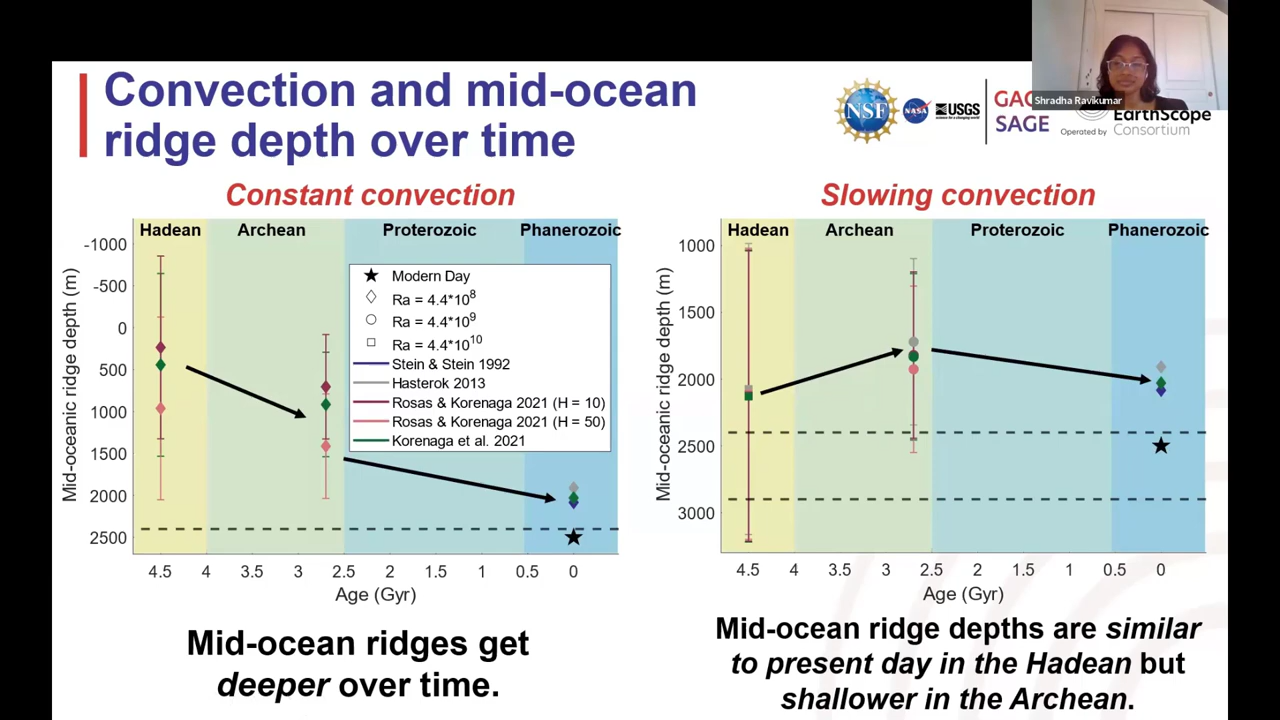 Convection and mid-ocean
ridge depth over time
NSF
NASA
USGS
science for a changing world
SAGE
Operated by
EarthScope
Consortium
Shradha Ravikumar
Constant convection
Hadean Archean Proterozoic Phanerozoic
-1000
-500
0
500
1000
1500
2000
2500
Mid-oceanic ridge depth (m)
Modern Day
Ra = 4.4*10^8
Ra = 4.4*10^9
Ra = 4.4*10^10
Stein & Stein 1992
Hasterok 2013
Rosas & Korenaga 2021 (H = 10)
Rosas & Korenaga 2021 (H = 50)
Korenaga et al. 2021
4.5 4 3.5 3 2.5 2 1.5 1 0.5 0
Age (Gyr)
Mid-ocean ridges get
deeper over time.
Slowing convection
Hadean Archean Proterozoic Phanerozoic
1000
1500
2000
2500
3000
Mid-oceanic ridge depth (m)
4.5 4 3.5 3 2.5 2 1.5 1 0.5 0
Age (Gyr)
Mid-ocean ridge depths are similar
to present day in the Hadean but
shallower in the Archean.